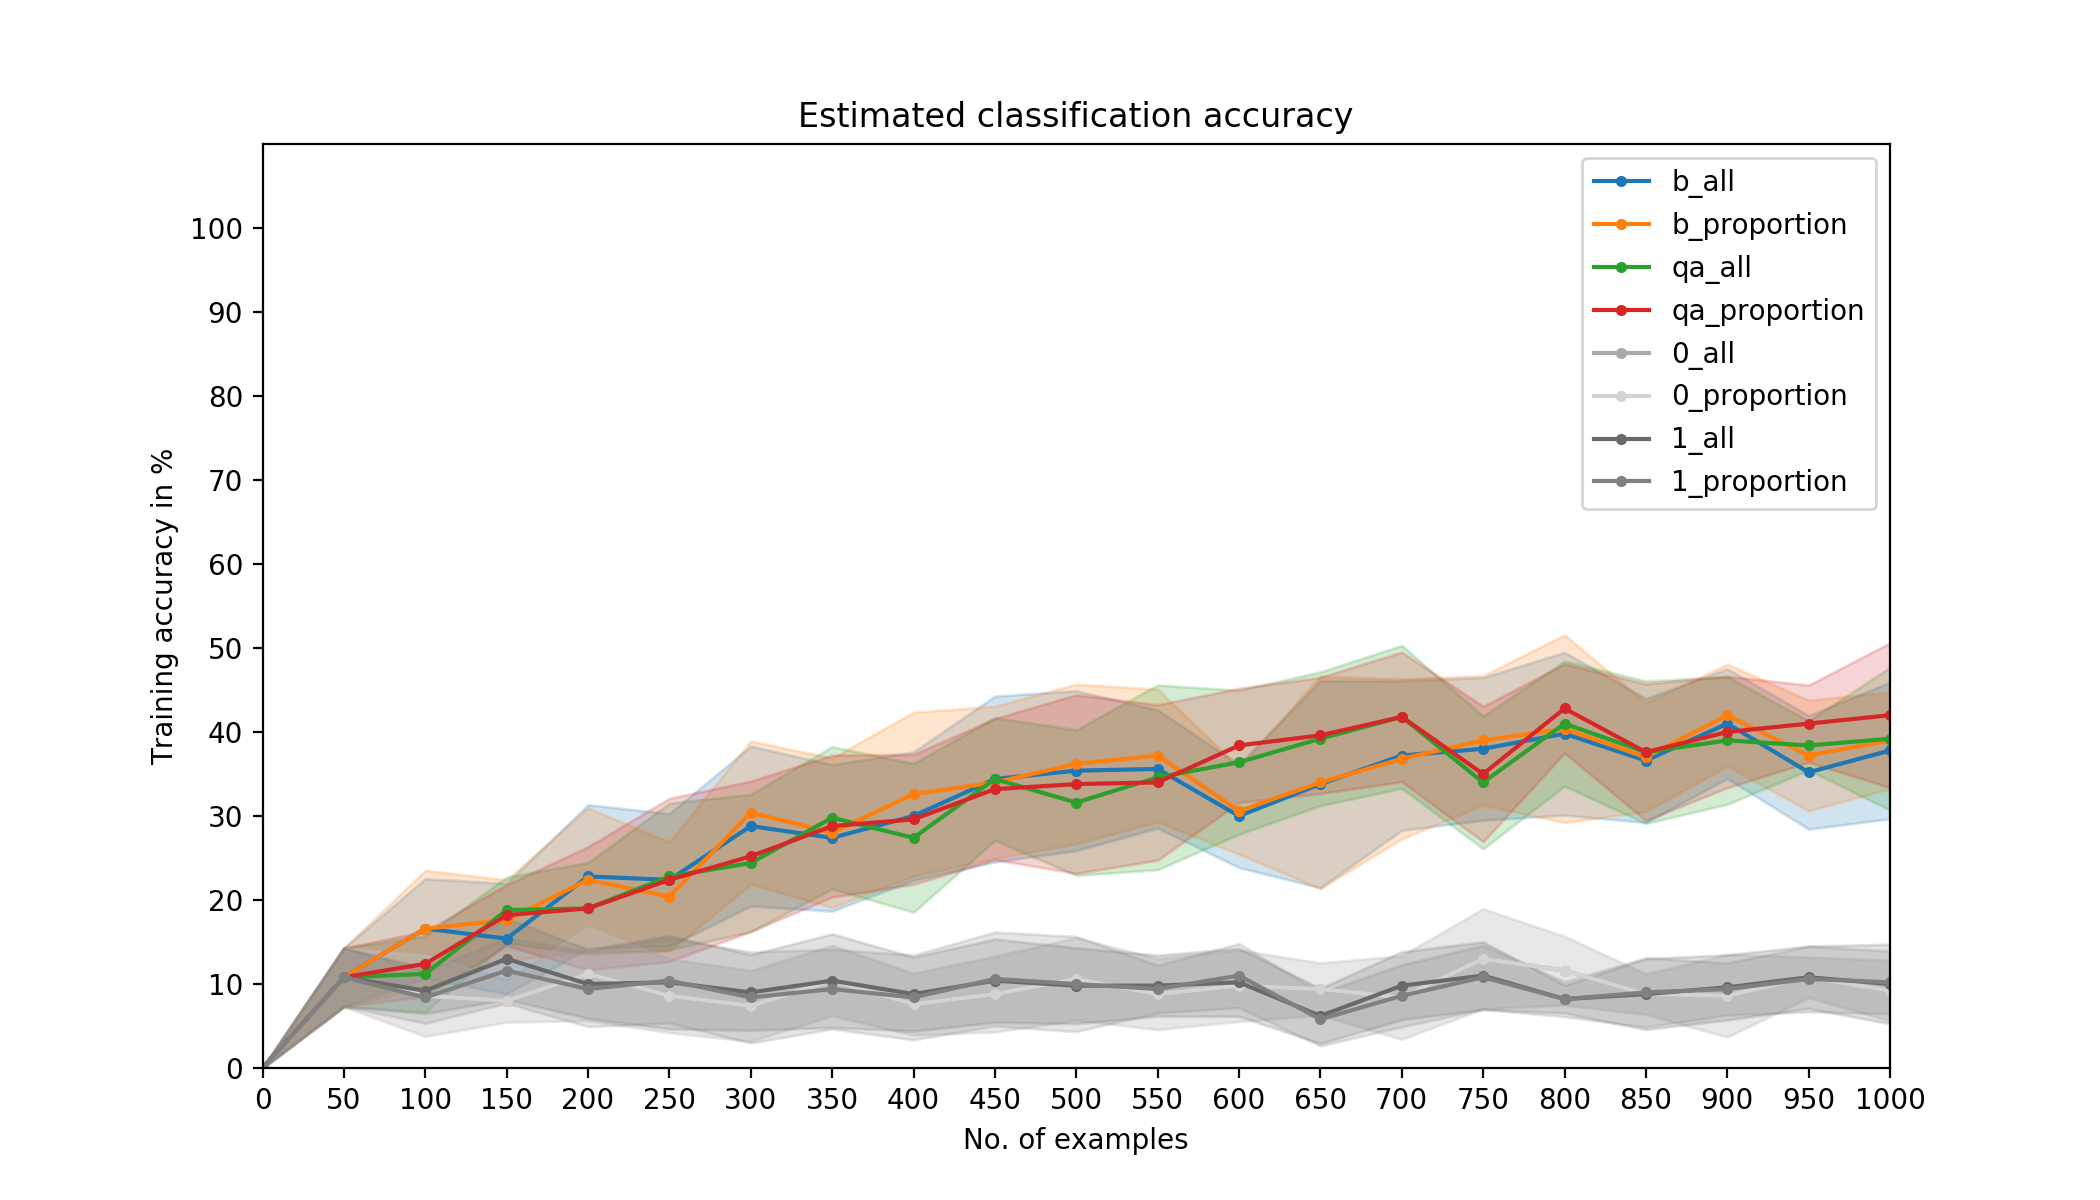 Estimated classification accuracy
b_all
b_proportion
qa_all
qa_proportion
0_all
0_proportion
1_all
1_proportion
Training accuracy in %
100
90
80
70
60
50
40
30
20
10
0
0 50 100 150 200 250 300 350 400 450 500 550 600 650 700 750 800 850 900 950 1000
No. of examples